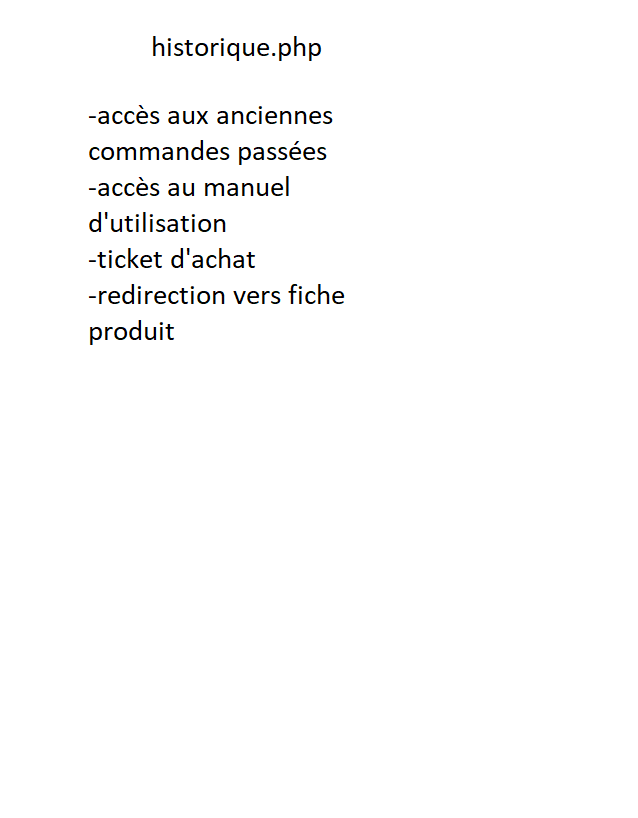 historique.php
-accès aux anciennes
commandes passées
-accès au manuel
d'utilisation
-ticket d'achat
-redirection vers fiche
produit